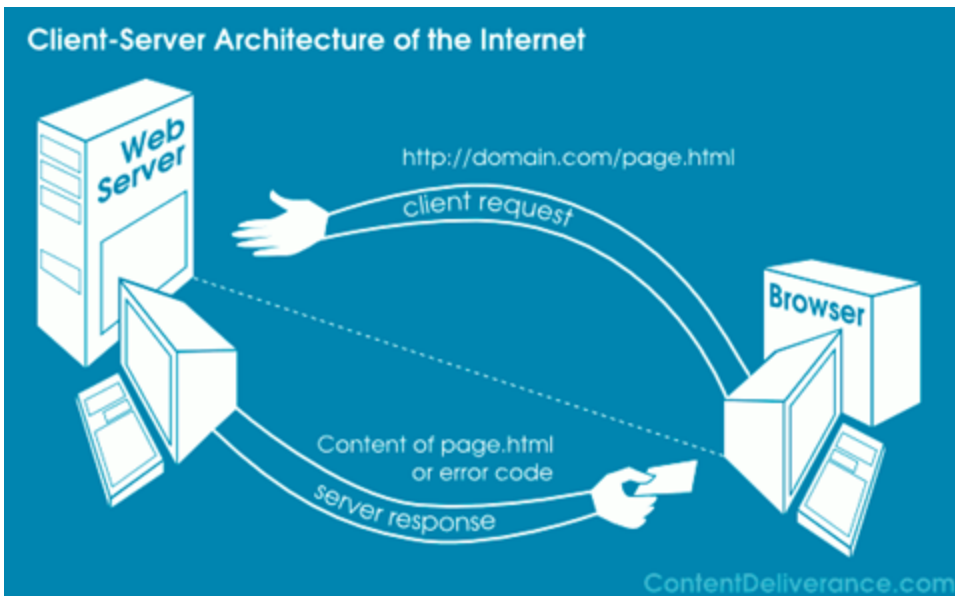 Client-Server Architecture of the Internet
Web
Server
http://domain.com/page.html
client request
Browser
Content of page.html
or error code
server response
ContentDeliverance.com